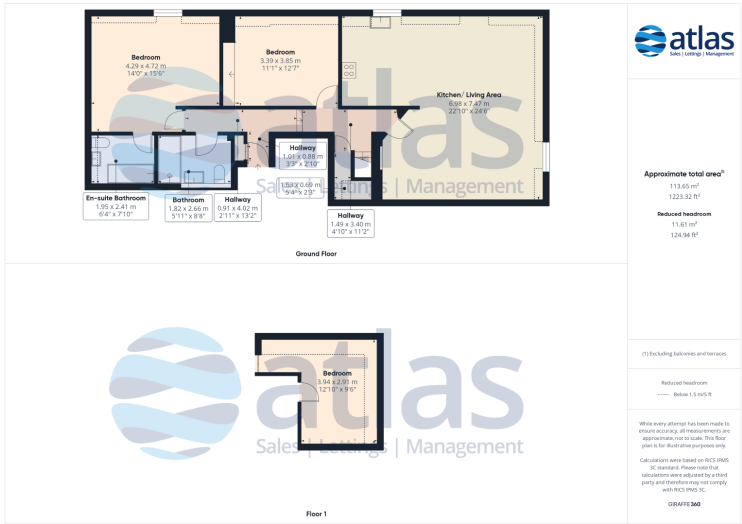 Bedroom
4.29 x 4.72 m
14'0" x 15'6"
Bedroom
3.39 x 3.85 m
11'1" x 12'7"
Kitchen/ Living Area
6.98 x 7.47 m
22'10" x 24'6"
Hallway
1.01 x 0.88 m
3'3" x 2'10"
1.63 x 0.69 m
5'4" x 2'3"
En-suite Bathroom
1.95 x 2.41 m
6'4" x 7'10"
Bathroom
1.82 x 2.66 m
5'11" x 8'8"
Hallway
0.91 x 4.02 m
2'11" x 13'2"
Hallway
1.49 x 3.40 m
4'10" x 11'2"
atlas
Sales | Lettings | Management
Ground Floor
Bedroom
3.94 x 2.91 m
12'10" x 9'6"
atlas
Sales | Lettings | Management
Floor 1
atlas
Sales | Lettings | Management
Approximate total area(1)
113.65 m²
1223.32 ft²
Reduced headroom
11.61 m²
124.94 ft²
(1) Excluding balconies and terraces
Reduced headroom
Below 1.5 m/5 ft
While every attempt has been made to
ensure accuracy, all measurements are
approximate, not to scale. This floor
plan is for illustrative purposes only.
Calculations were based on RICS IPMS
3C standard. Please note that
calculations were adjusted by a third
party and therefore may not comply
with RICS IPMS 3C.
GIRAFFE360